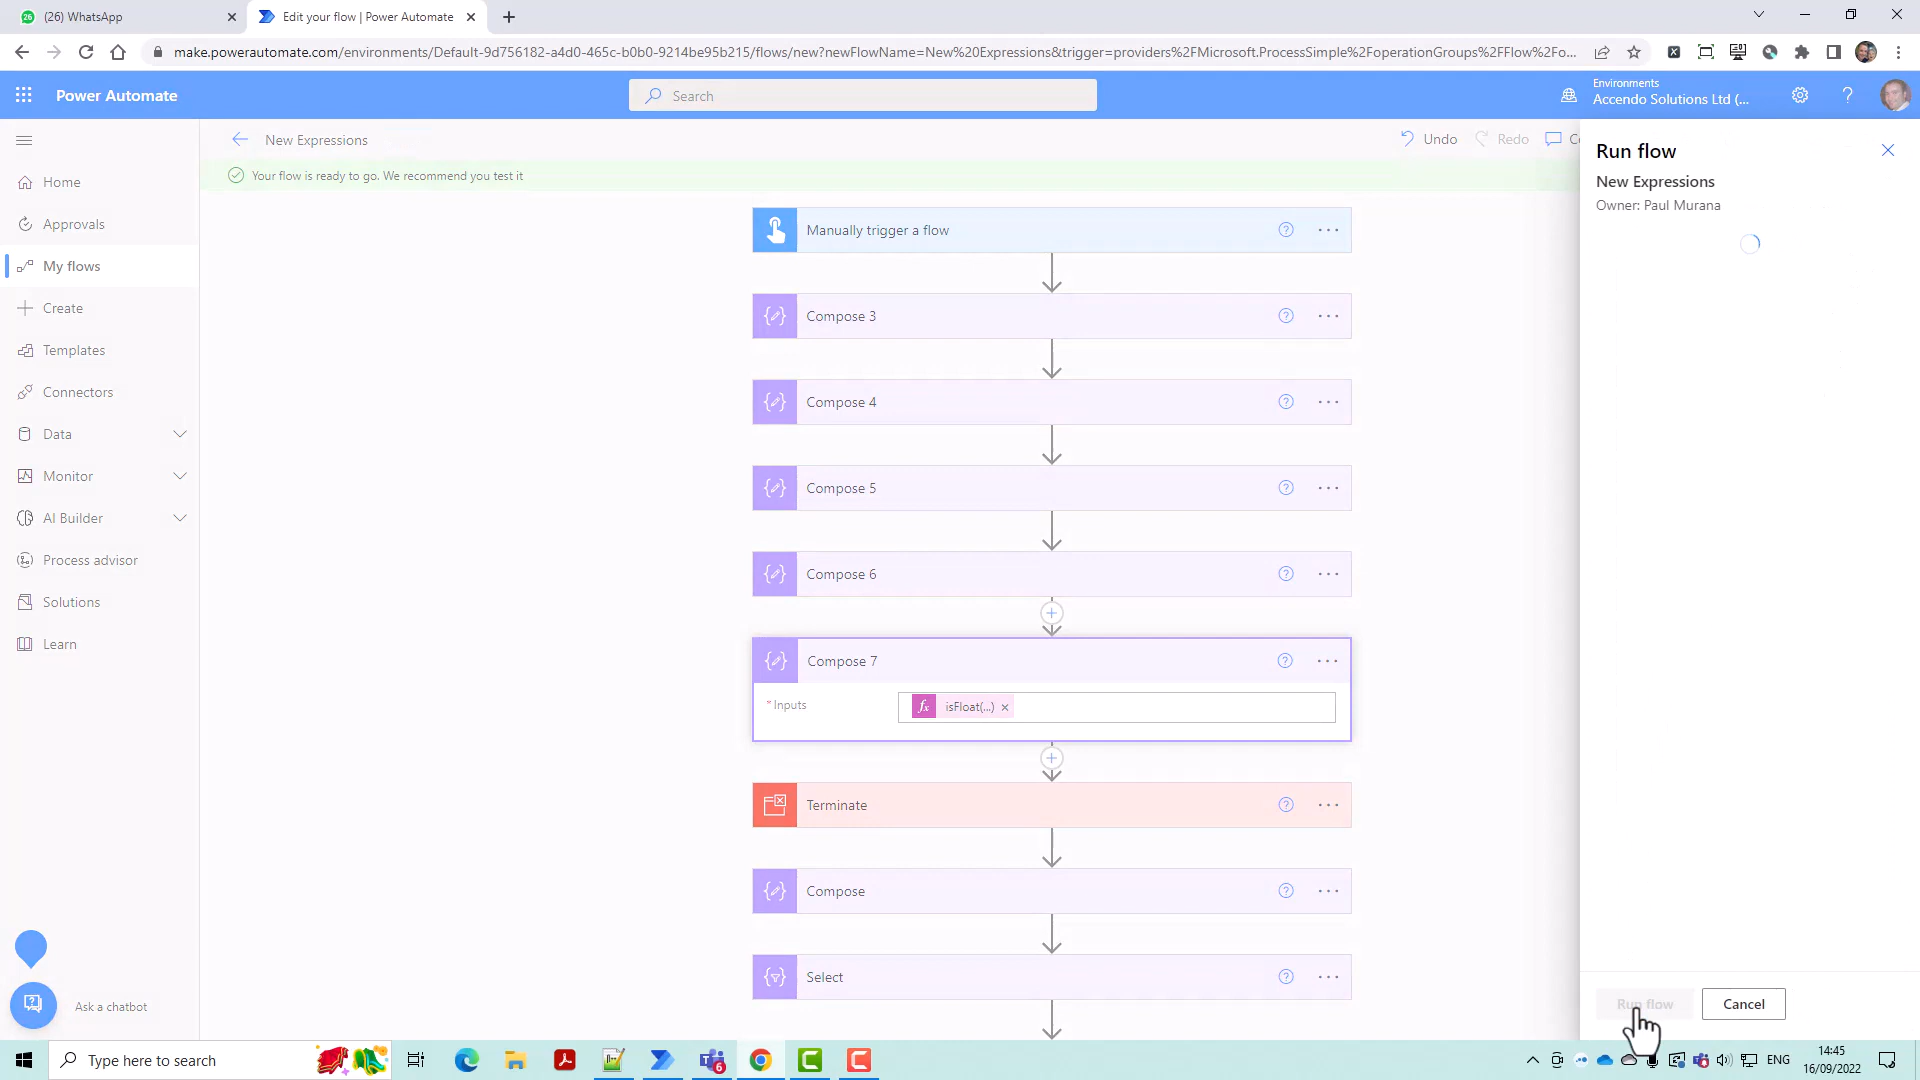 (26) WhatsApp
Edit your flow | Power Automate
make.powerautomate.com/environments/Default-9d756182-a4d0-465c-b0b0-9214be95b215/flows/new?newFlowName=New%20Expressions&trigger=providers%2FMicrosoft.ProcessSimple%2FoperationGroups%2FFlow%2Fo...
Power Automate
Search
Environments
Accendo Solutions Ltd (...
New Expressions
Undo
Redo
Your flow is ready to go. We recommend you test it
Home
Approvals
My flows
Create
Templates
Connectors
Data
Monitor
AI Builder
Process advisor
Solutions
Learn
Ask a chatbot
Manually trigger a flow
Compose 3
Compose 4
Compose 5
Compose 6
Compose 7
* Inputs
fx isFloat(...) ×
Terminate
Compose
Select
Run flow
New Expressions
Owner: Paul Murana
Run flow
Cancel
Type here to search
6
ENG
14:45
16/09/2022